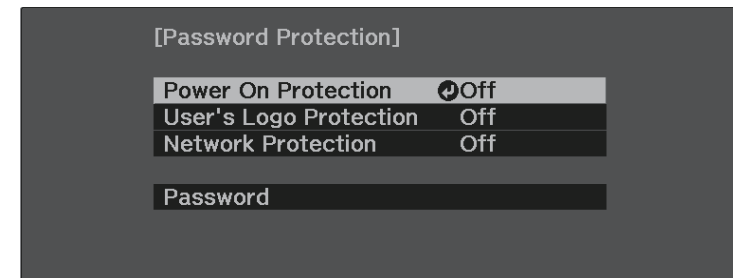 [Password Protection]
Power On Protection Off
User's Logo Protection Off
Network Protection Off
Password